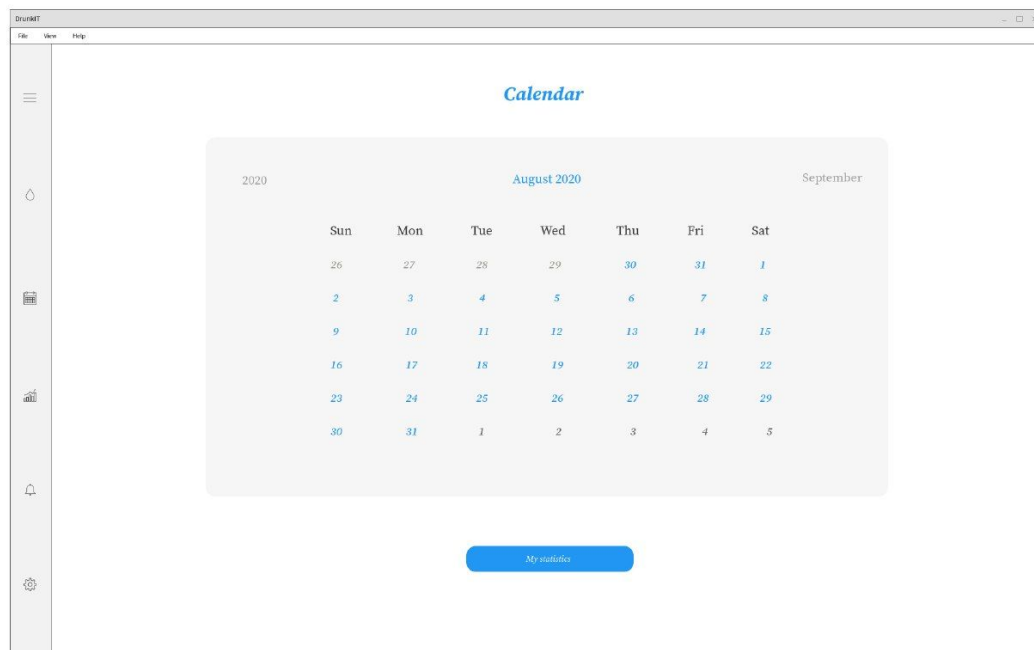 DrunkIT
File View Help
Calendar
2020 August 2020 September
Sun Mon Tue Wed Thu Fri Sat
26 27 28 29 30 31 1
2 3 4 5 6 7 8
9 10 11 12 13 14 15
16 17 18 19 20 21 22
23 24 25 26 27 28 29
30 31 1 2 3 4 5
My statistics